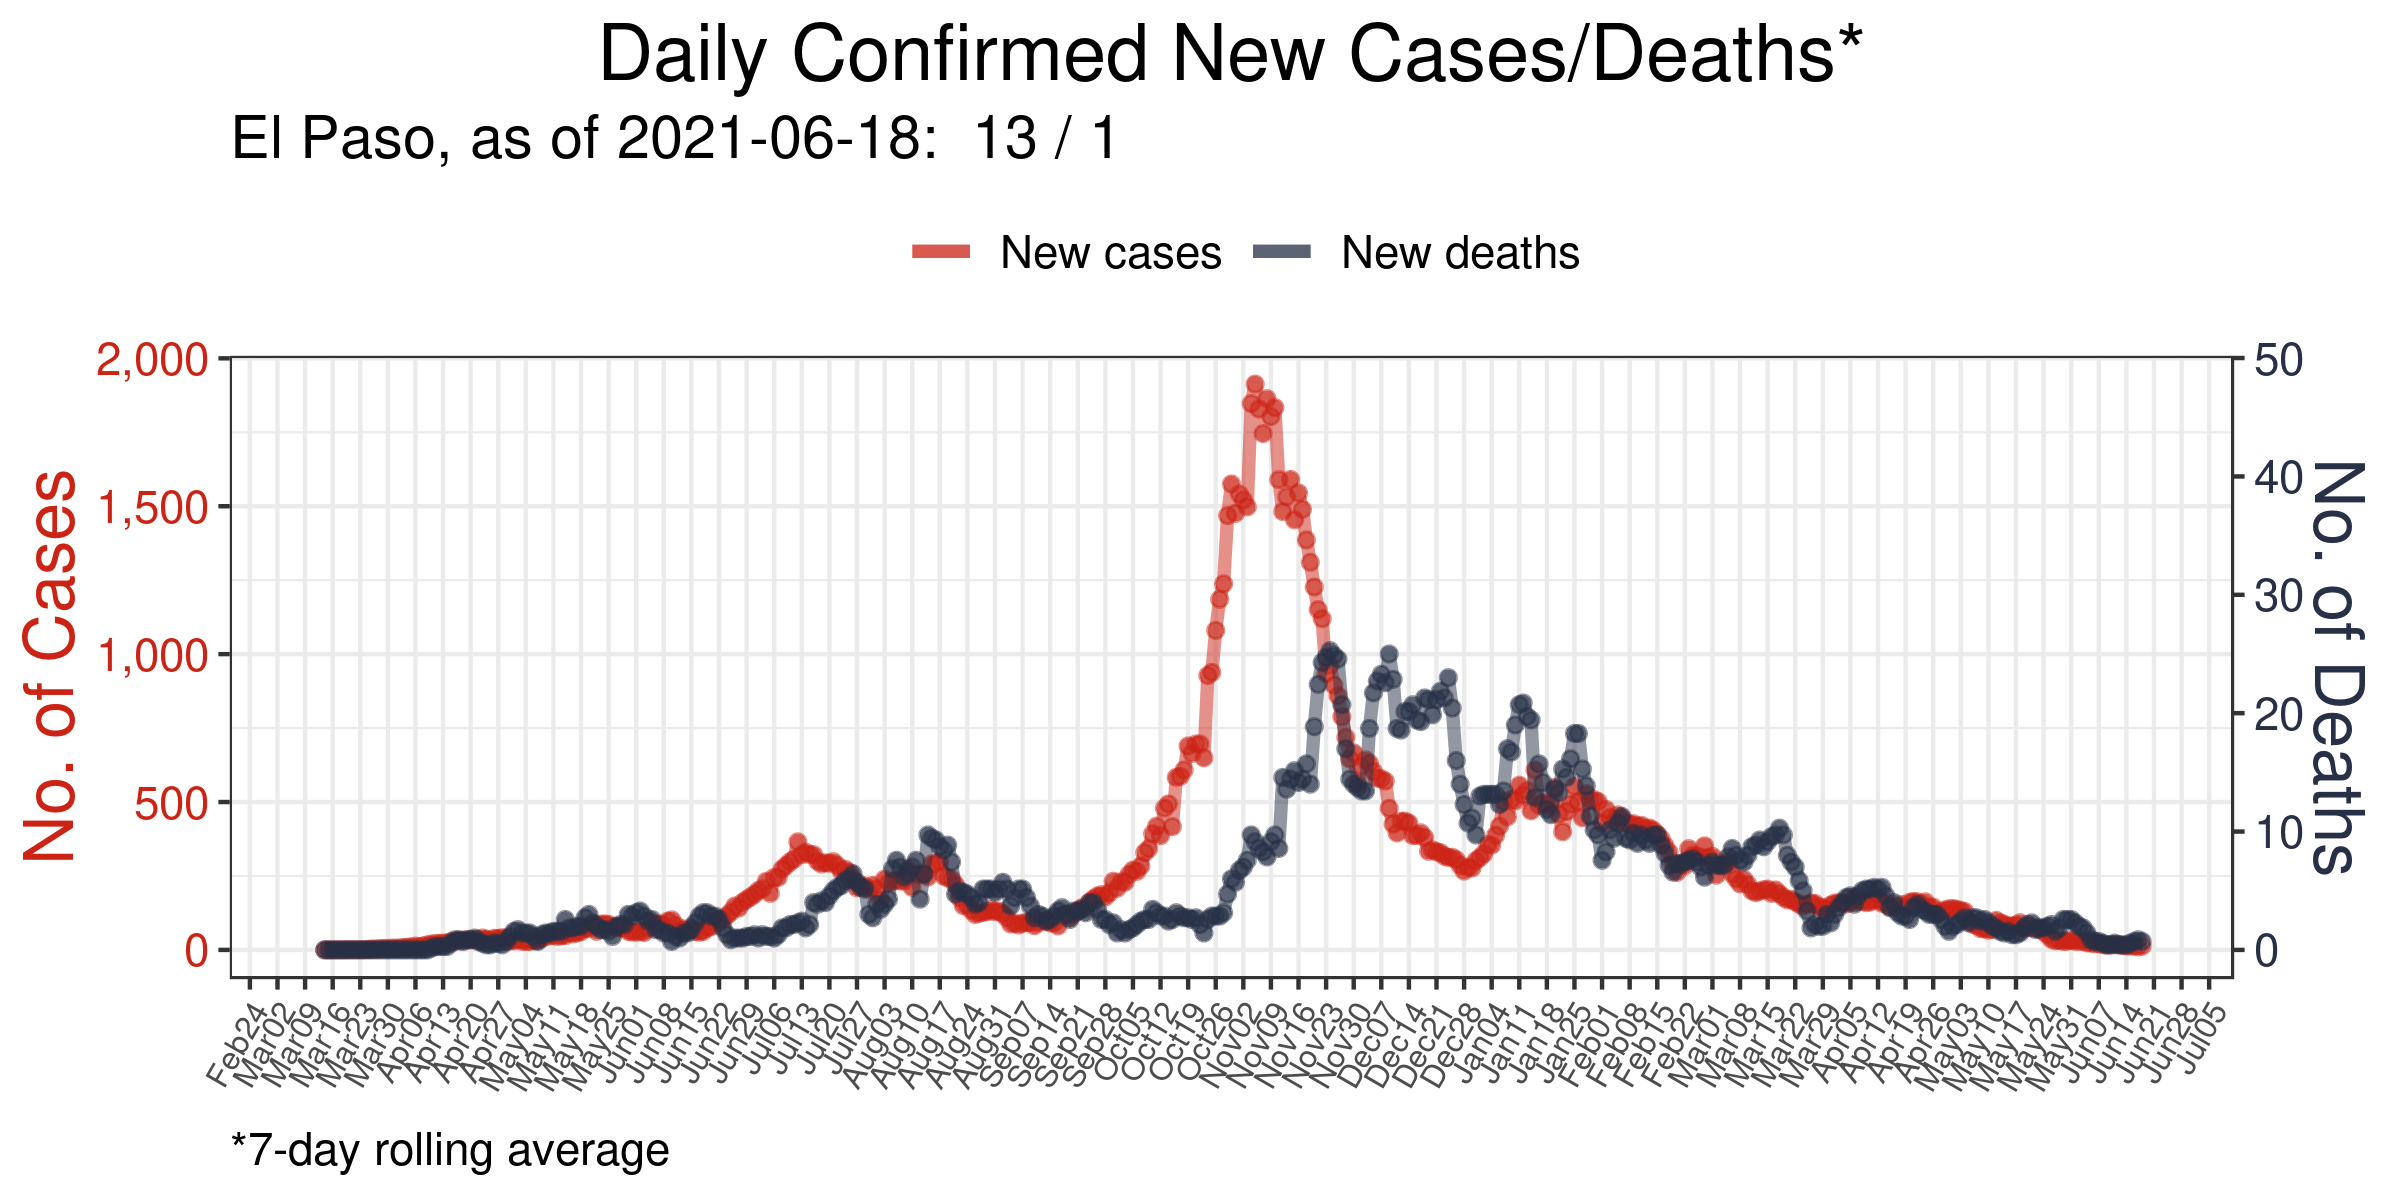 Daily Confirmed New Cases/Deaths*
El Paso, as of 2021-06-18:  13 / 1
New cases
New deaths
No. of Cases
2,000
1,500
1,000
500
0
50
40
30
20
10
0
No. of Deaths
Feb24
Mar02
Mar09
Mar16
Mar23
Mar30
Apr06
Apr13
Apr20
Apr27
May04
May11
May18
May25
Jun01
Jun08
Jun15
Jun22
Jun29
Jul06
Jul13
Jul20
Jul27
Aug03
Aug10
Aug17
Aug24
Aug31
Sep07
Sep14
Sep21
Sep28
Oct05
Oct12
Oct19
Oct26
Nov02
Nov09
Nov16
Nov23
Nov30
Dec07
Dec14
Dec21
Dec28
Jan04
Jan11
Jan18
Jan25
Feb01
Feb08
Feb15
Feb22
Mar01
Mar08
Mar15
Mar22
Mar29
Apr05
Apr12
Apr19
Apr26
May03
May10
May17
May24
May31
Jun07
Jun14
Jun21
Jun28
Jul05
*7-day rolling average